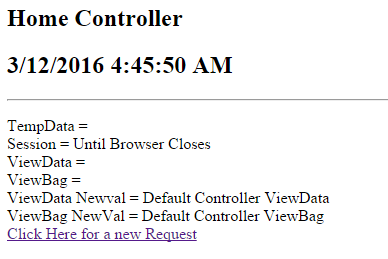 Home Controller
3/12/2016 4:45:50 AM
TempData =
Session = Until Browser Closes
ViewData =
ViewBag =
ViewData Newval = Default Controller ViewData
ViewBag NewVal = Default Controller ViewBag
Click Here for a new Request